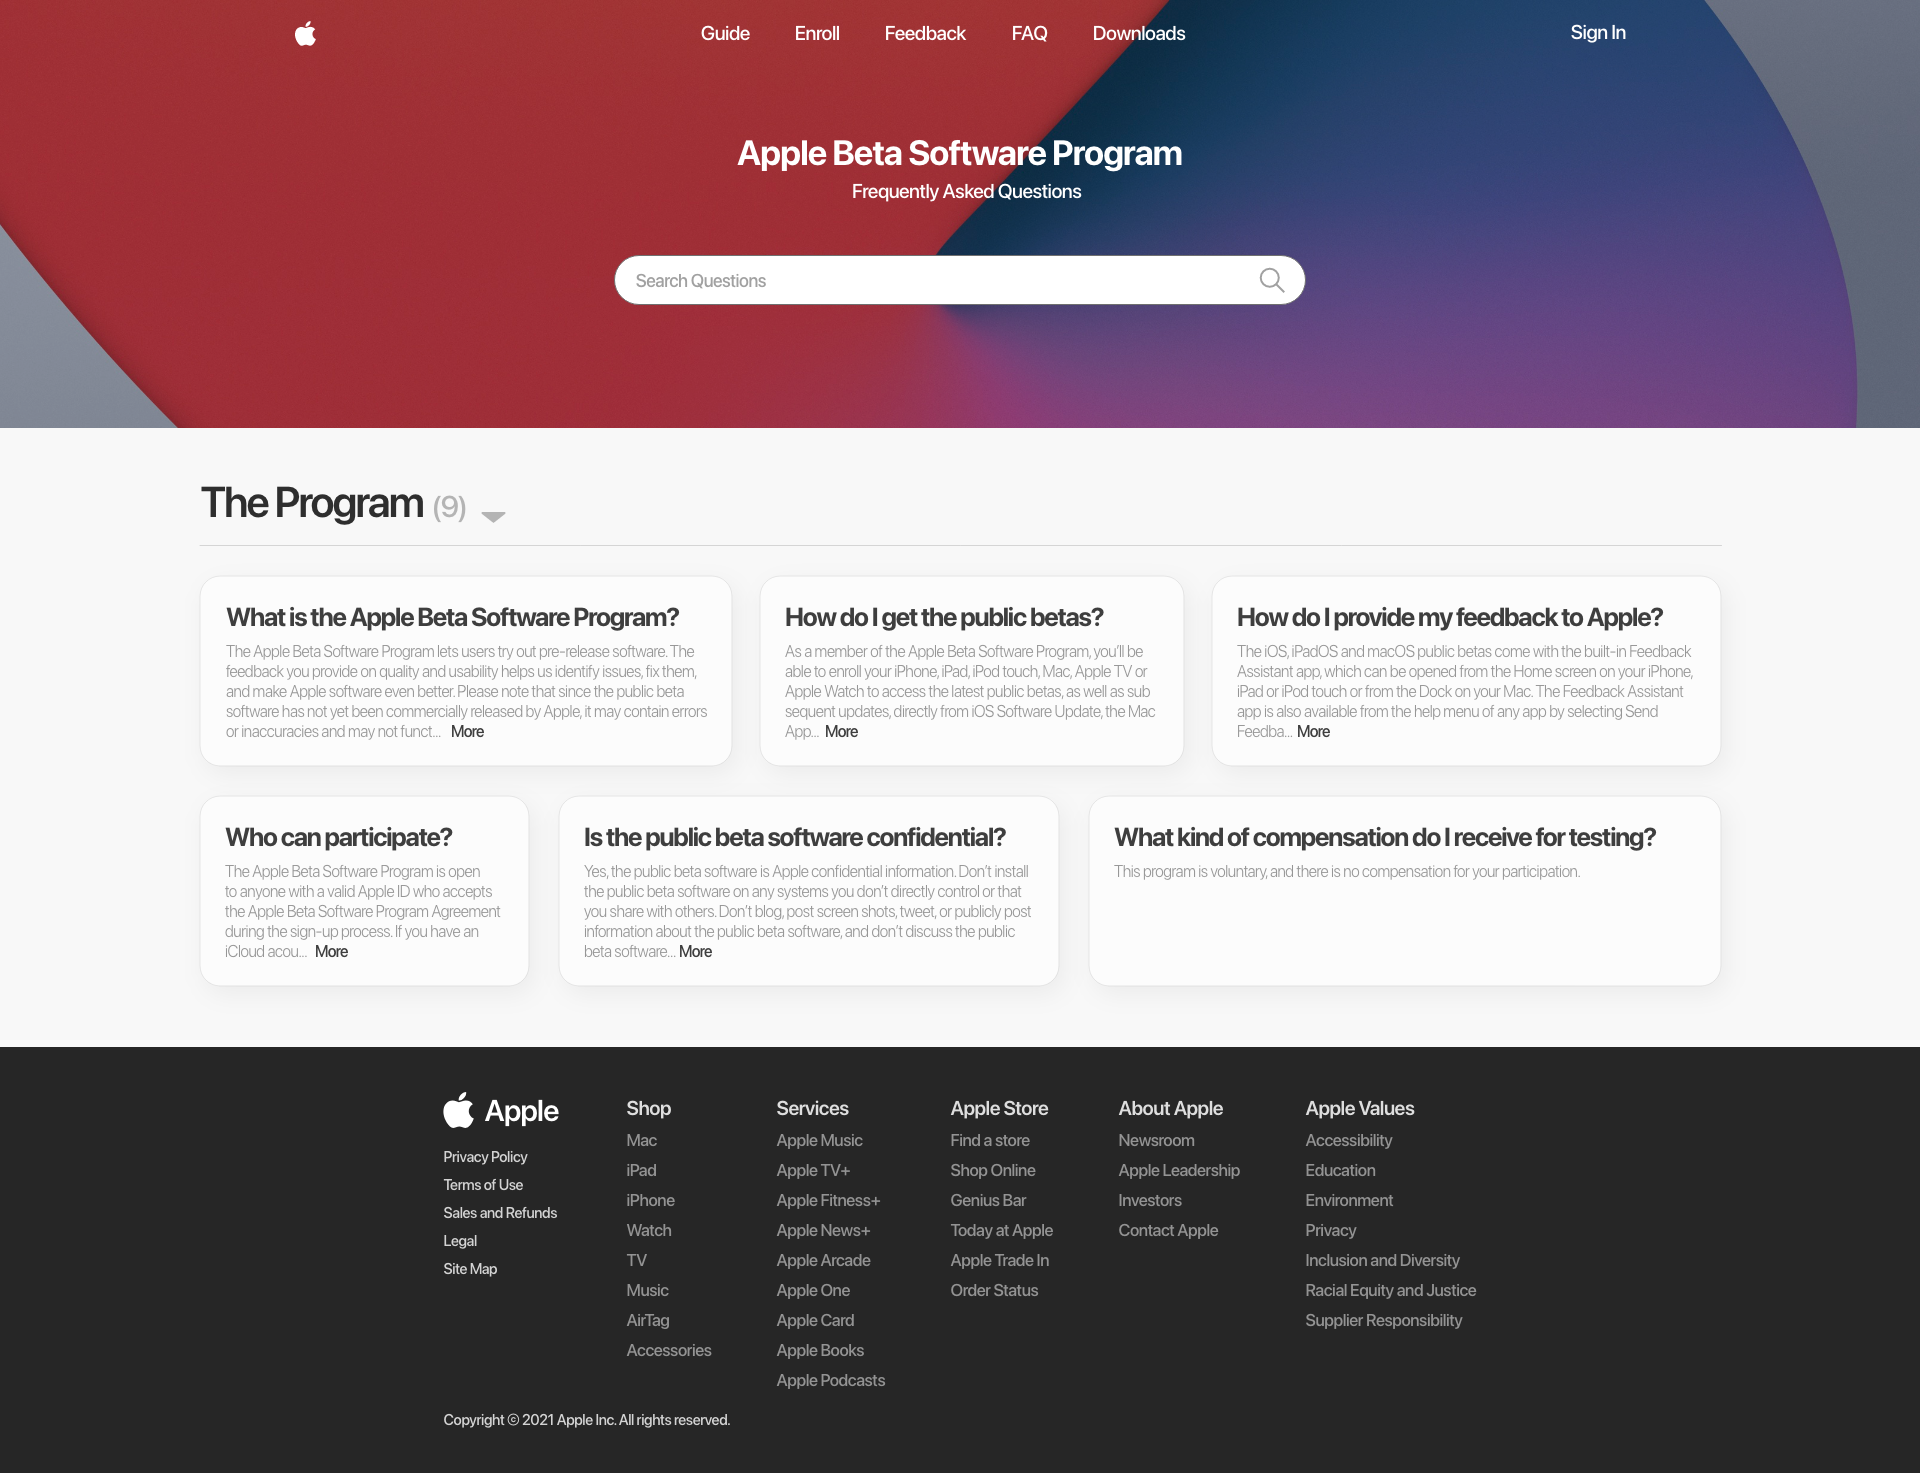 Guide Enroll Feedback FAQ Downloads Sign In
Apple Beta Software Program
Frequently Asked Questions
Search Questions
The Program (9)
What is the Apple Beta Software Program?
The Apple Beta Software Program lets users try out pre-release software. The
feedback you provide on quality and usability helps us identify issues, fix them,
and make Apple software even better. Please note that since the public beta
software has not yet been commercially released by Apple, it may contain errors
or inaccuracies and may not funct... More
How do I get the public betas?
As a member of the Apple Beta Software Program, you'll be
able to enroll your iPhone, iPad, iPod touch, Mac, Apple TV or
Apple Watch to access the latest public betas, as well as sub
sequent updates, directly from iOS Software Update, the Mac
App... More
How do I provide my feedback to Apple?
The iOS, iPadOS and macOS public betas come with the built-in Feedback
Assistant app, which can be opened from the Home screen on your iPhone,
iPad or iPod touch or from the Dock on your Mac. The Feedback Assistant
app is also available from the help menu of any app by selecting Send
Feedba... More
Who can participate?
The Apple Beta Software Program is open
to anyone with a valid Apple ID who accepts
the Apple Beta Software Program Agreement
during the sign-up process. If you have an
iCloud acou... More
Is the public beta software confidential?
Yes, the public beta software is Apple confidential information. Don't install
the public beta software on any systems you don't directly control or that
you share with others. Don't blog, post screen shots, tweet, or publicly post
information about the public beta software, and don't discuss the public
beta software... More
What kind of compensation do I receive for testing?
This program is voluntary, and there is no compensation for your participation.
Apple
Privacy Policy
Terms of Use
Sales and Refunds
Legal
Site Map
Shop
Mac
iPad
iPhone
Watch
TV
Music
AirTag
Accessories
Services
Apple Music
Apple TV+
Apple Fitness+
Apple News+
Apple Arcade
Apple One
Apple Card
Apple Books
Apple Podcasts
Apple Store
Find a store
Shop Online
Genius Bar
Today at Apple
Apple Trade In
Order Status
About Apple
Newsroom
Apple Leadership
Investors
Contact Apple
Apple Values
Accessibility
Education
Environment
Privacy
Inclusion and Diversity
Racial Equity and Justice
Supplier Responsibility
Copyright © 2021 Apple Inc. All rights reserved.